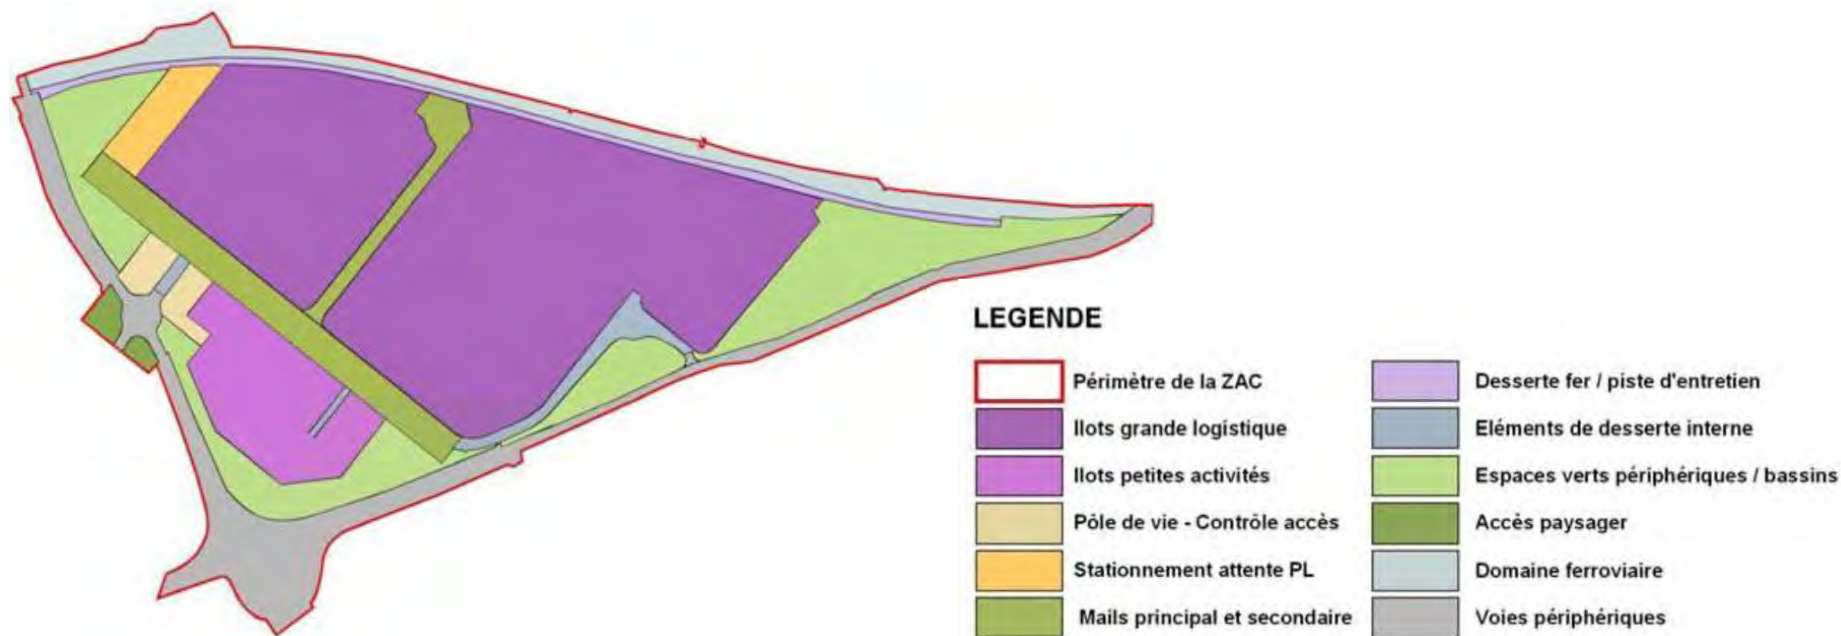 LEGENDE
Périmètre de la ZAC
Ilots grande logistique
Ilots petites activités
Pôle de vie - Contrôle accès
Stationnement attente PL
Mails principal et secondaire
Desserte fer / piste d'entretien
Eléments de desserte interne
Espaces verts périphériques / bassins
Accès paysager
Domaine ferroviaire
Voies périphériques